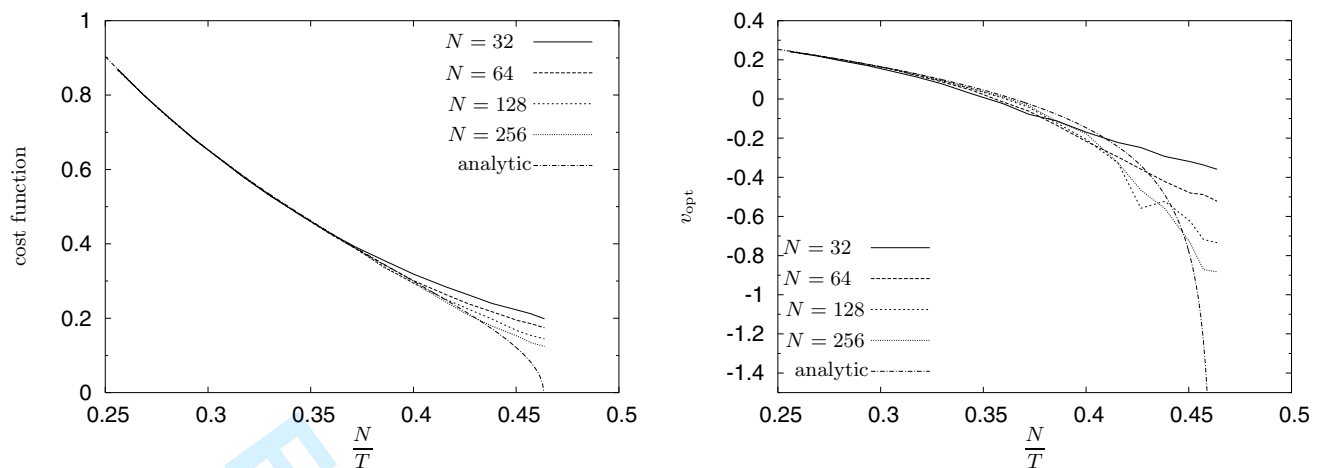 1
0.8
0.6
0.4
0.2
0
0.25
0.3
0.35
0.4
0.45
0.5
cost function
N/T
N = 32
N = 64
N = 128
N = 256
analytic
0.4
0.2
0
-0.2
-0.4
-0.6
-0.8
-1
-1.2
-1.4
0.25
0.3
0.35
0.4
0.45
0.5
v_opt
N/T
N = 32
N = 64
N = 128
N = 256
analytic
E